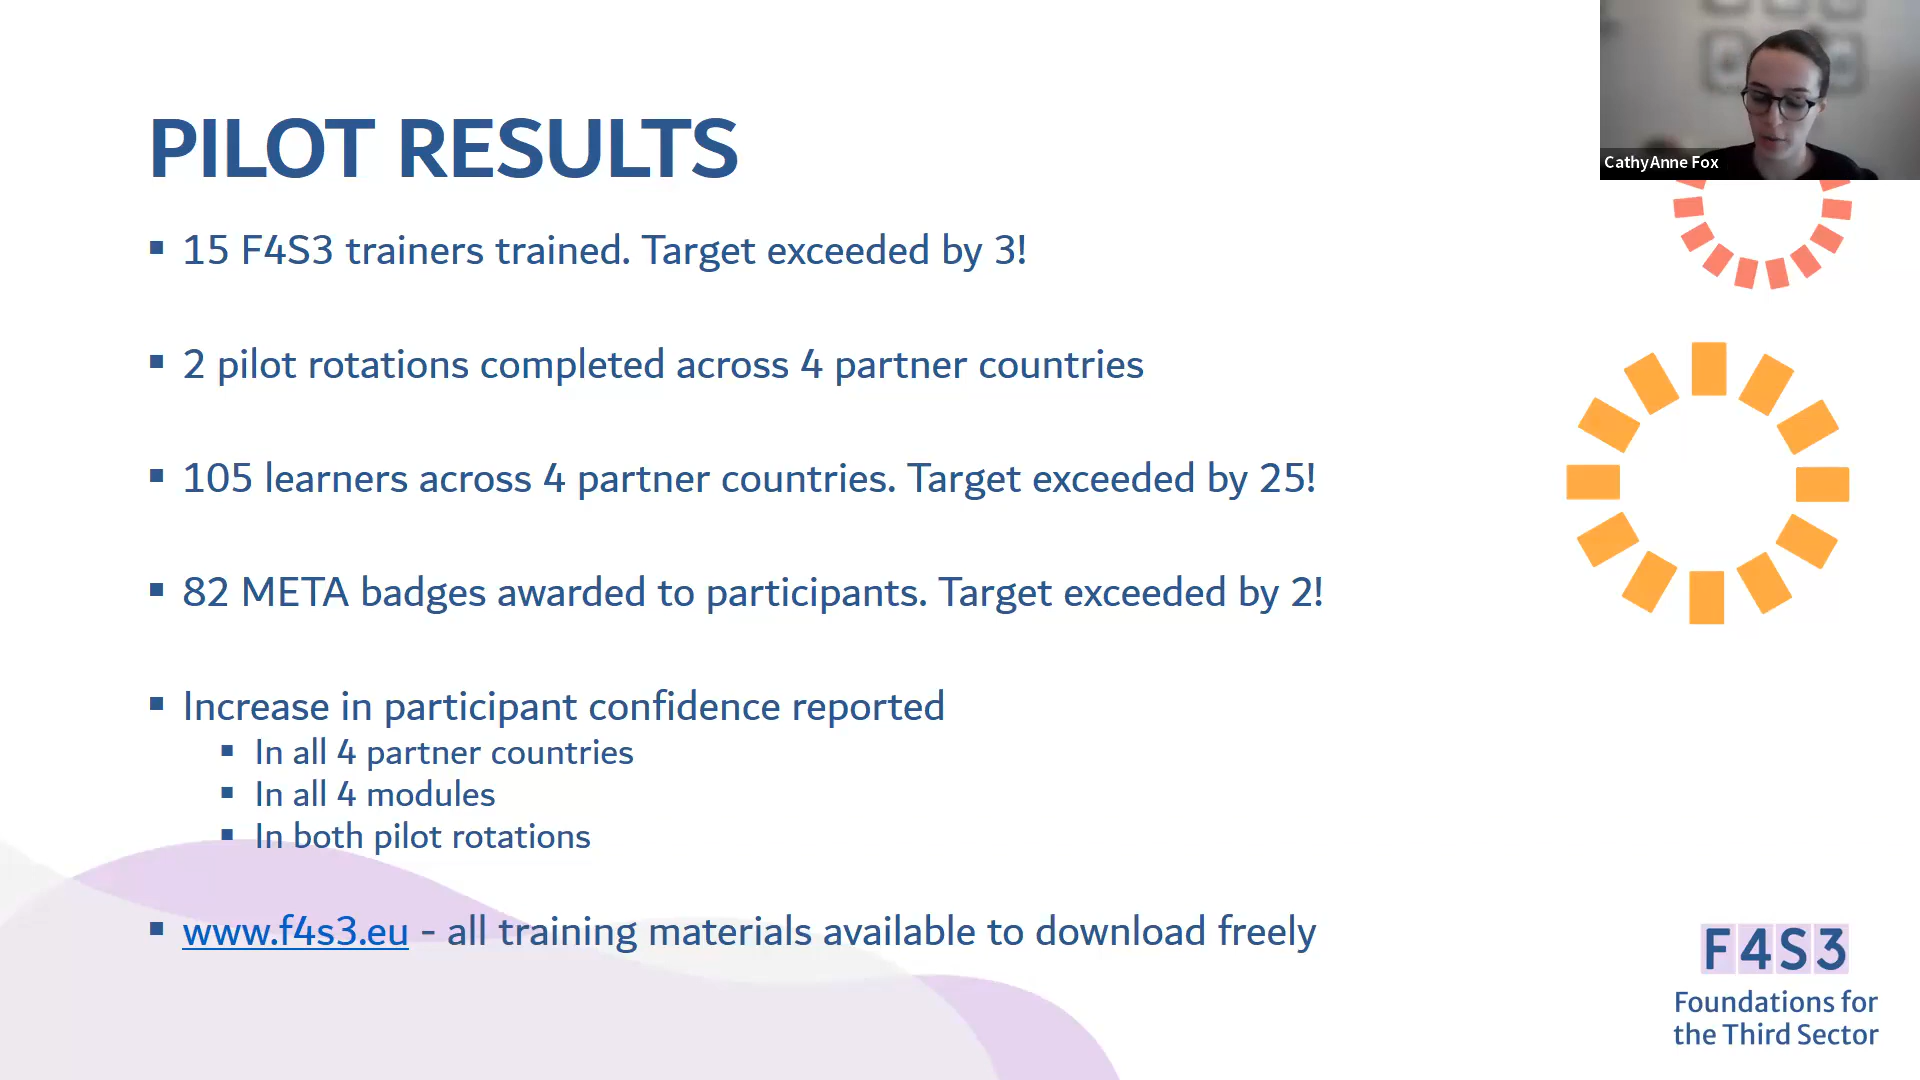 CathyAnne Fox
PILOT RESULTS
▪ 15 F4S3 trainers trained. Target exceeded by 3!
▪ 2 pilot rotations completed across 4 partner countries
▪ 105 learners across 4 partner countries. Target exceeded by 25!
▪ 82 META badges awarded to participants. Target exceeded by 2!
▪ Increase in participant confidence reported
▪ In all 4 partner countries
▪ In all 4 modules
▪ In both pilot rotations
▪ www.f4s3.eu - all training materials available to download freely
F4S3
Foundations for
the Third Sector